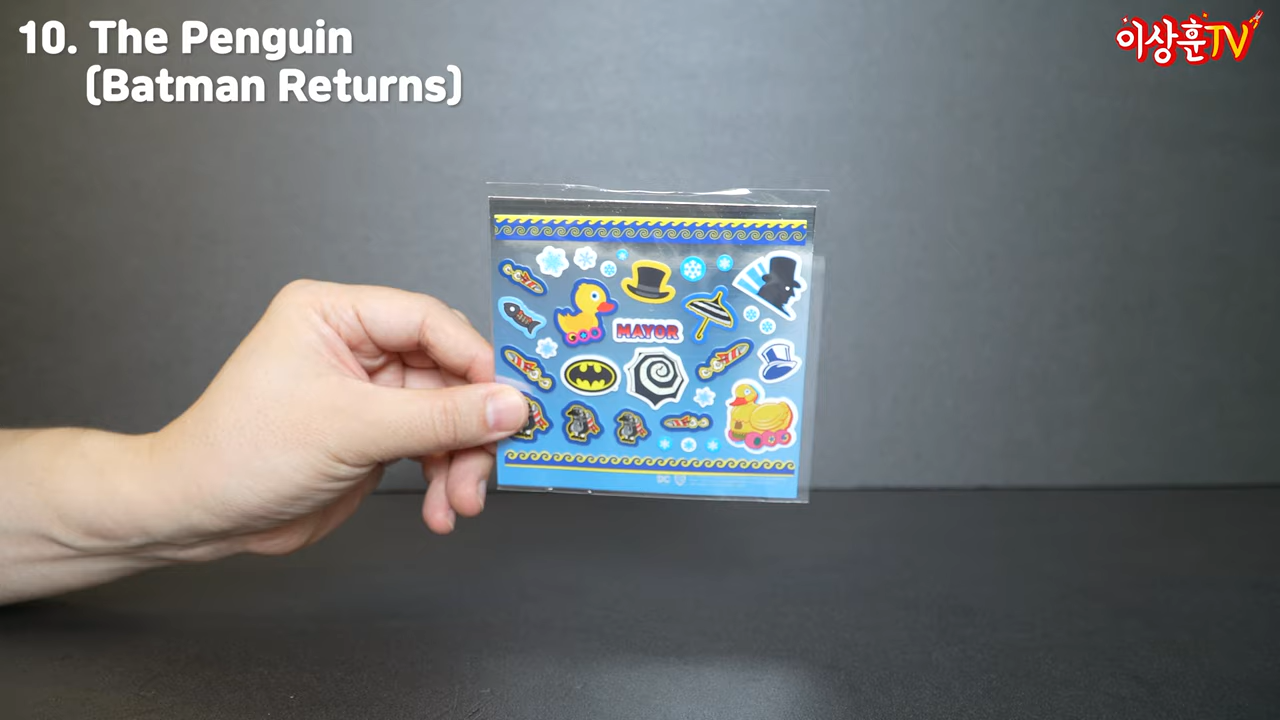 10. The Penguin
(Batman Returns)
이상훈TV
MAYOR
DC